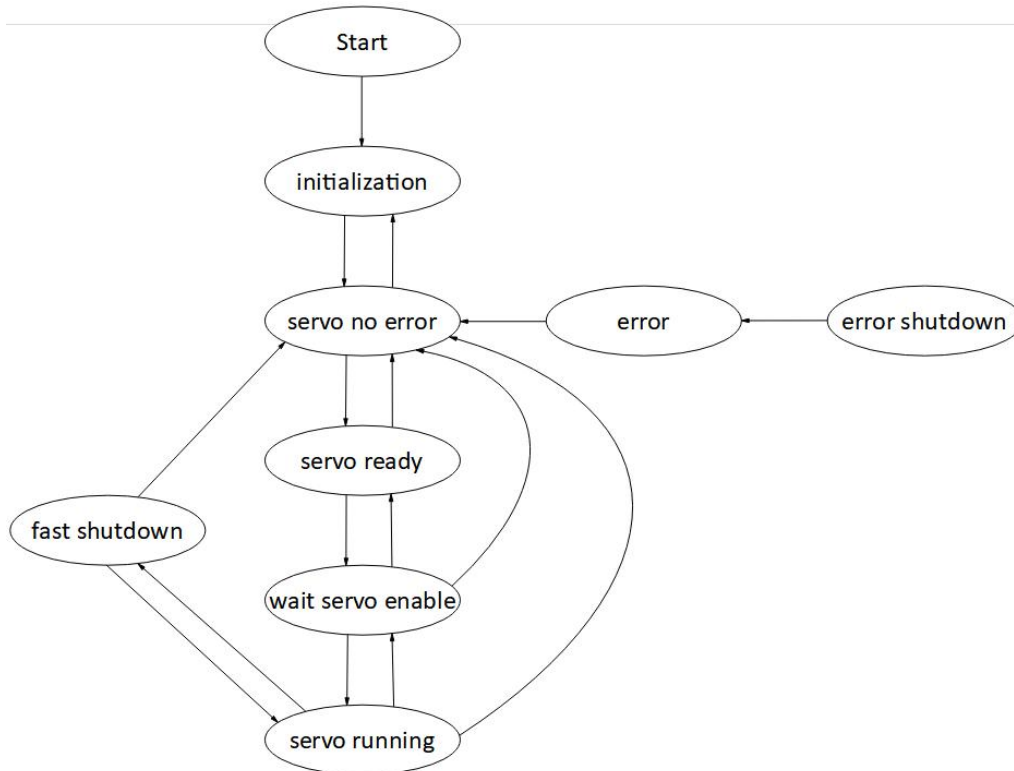 Start
initialization
servo no error
error
error shutdown
servo ready
fast shutdown
wait servo enable
servo running